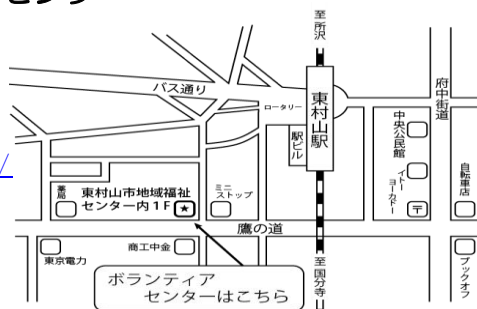 至所沢
バス通り
ロータリー
東村山駅
駅ビル
府中街道
中央公民館
イトーヨーカドー
〒
自転車店
薬局
東村山市地域福祉
センター内1F
★
ミニ
ストップ
鷹の道
東京電力
商工中金
ボランティア
センターはこちら
至国分寺
ブックオフ